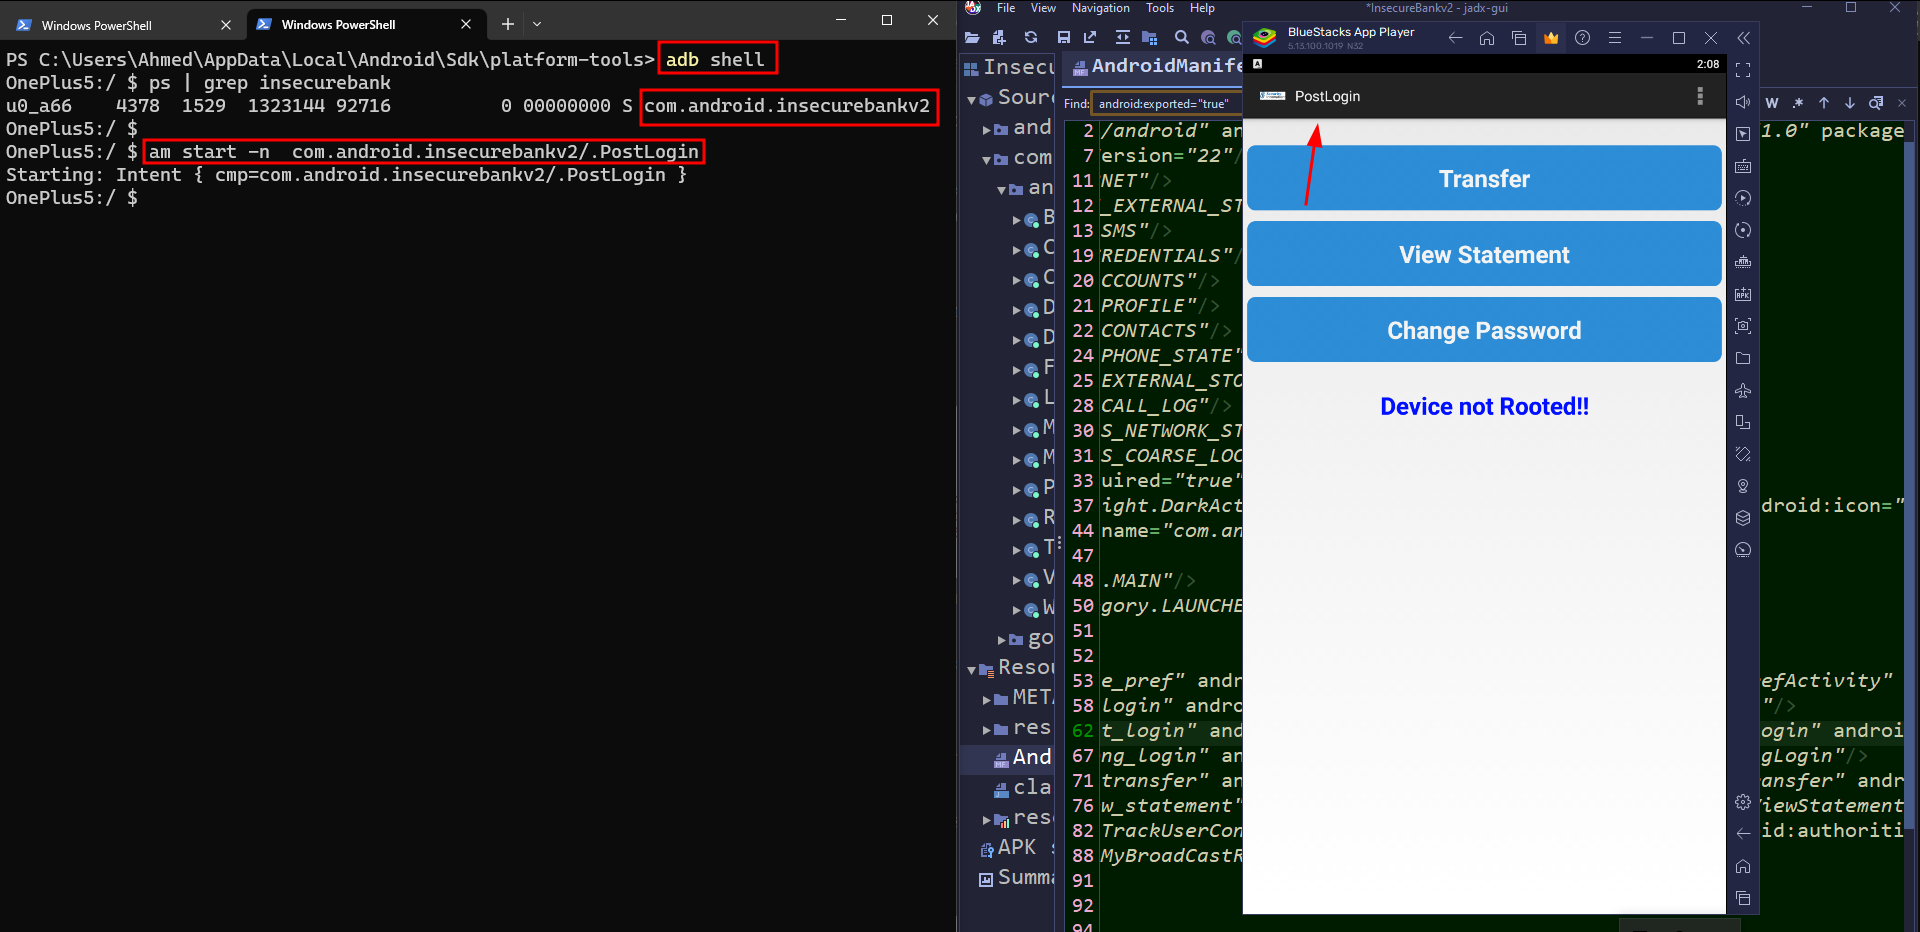 Windows PowerShell
Windows PowerShell
PS C:\Users\Ahmed\AppData\Local\Android\Sdk\platform-tools> adb shell
OnePlus5:/ $ ps | grep insecurebank
u0_a66    4378  1529  1323144 92716          0 00000000 S com.android.insecurebankv2
OnePlus5:/ $
OnePlus5:/ $ am start -n  com.android.insecurebankv2/.PostLogin
Starting: Intent { cmp=com.android.insecurebankv2/.PostLogin }
OnePlus5:/ $
File View Navigation Tools Help
*InsecureBankv2 - jadx-gui
Insecu
Sour
and
com
an
B
C
C
D
D
F
L
M
M
P
R
T
V
W
go
Resou
META
res
And
cla
res
APK s
Summa
AndroidManife
Find: android:exported="true"
W .*
2 /android" an 1.0" package
7 ersion="22"/
11 NET"/>
12 _EXTERNAL_ST
13 SMS"/>
19 REDENTIALS"/
20 CCOUNTS"/>
21 PROFILE"/>
22 CONTACTS"/>
24 PHONE_STATE"
25 EXTERNAL_STO
28 CALL_LOG"/>
30 S_NETWORK_ST
31 S_COARSE_LOC
33 uired="true"
37 ight.DarkAct droid:icon="
44 name="com.an
47
48 .MAIN"/>
50 gory.LAUNCHE
51
52
53 e_pref" andr efActivity"
58 login" andro "/>
62 t_login" and ogin" androi
67 ng_login" an gLogin"/>
71 transfer" an ansfer" andr
76 w_statement" ViewStatement
82 TrackUserCon id:authoriti
88 MyBroadCastR
91
92
94
BlueStacks App Player
5.13.100.1019 N32
A
2:08
PostLogin
Transfer
View Statement
Change Password
Device not Rooted!!